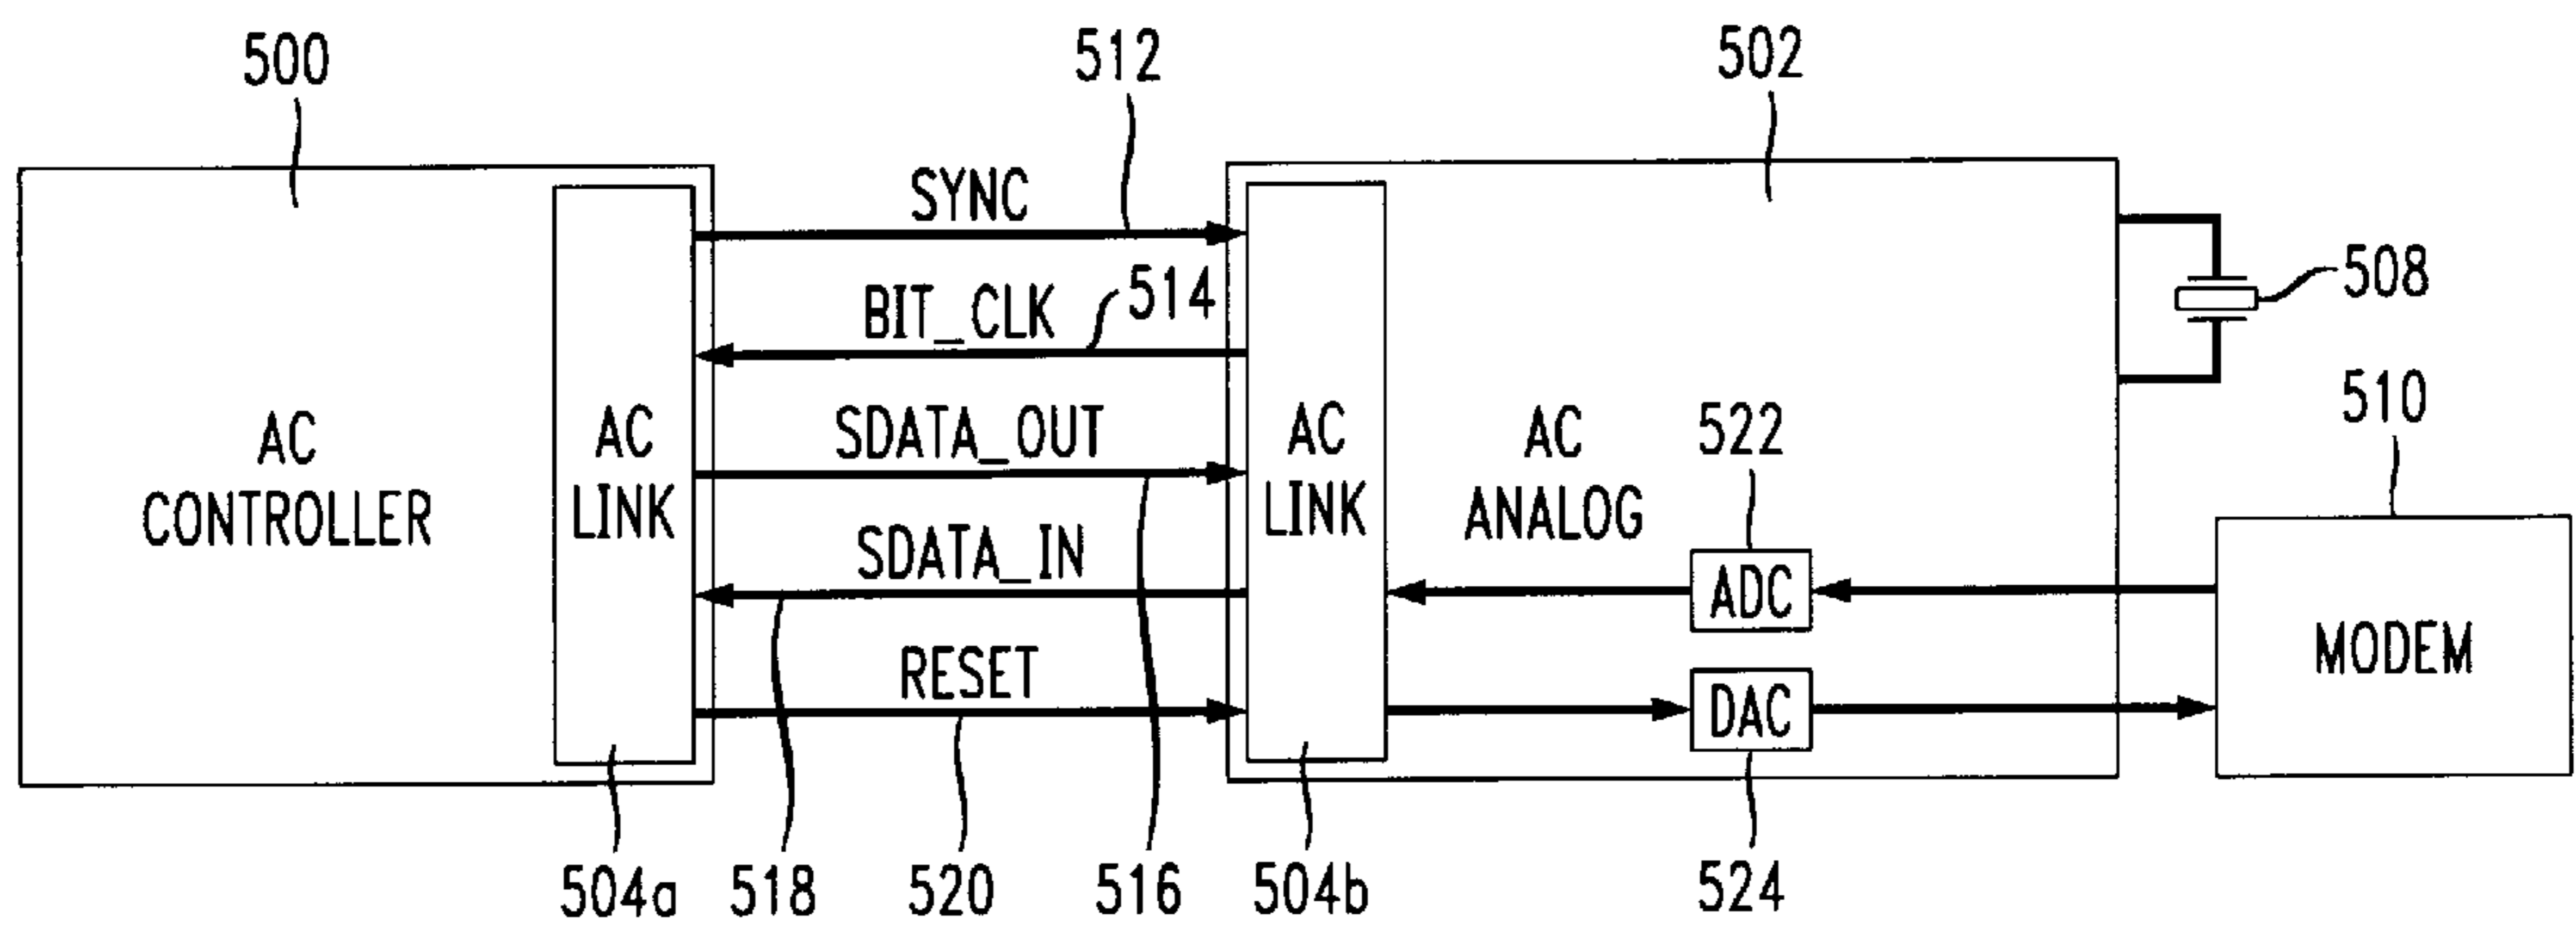 500
512
502
SYNC
BIT_CLK
514
508
AC
CONTROLLER
AC
LINK
SDATA_OUT
SDATA_IN
RESET
AC
LINK
AC
ANALOG
522
ADC
DAC
510
MODEM
504a
518
520
516
504b
524